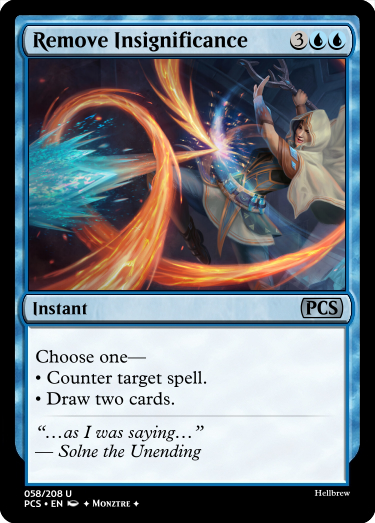 Remove Insignificance 3
Instant PCS
Choose one—
• Counter target spell.
• Draw two cards.
“…as I was saying…”
— Solne the Unending
058/208 U Hellbrew
PCS • EN ✦ Monztre ✦